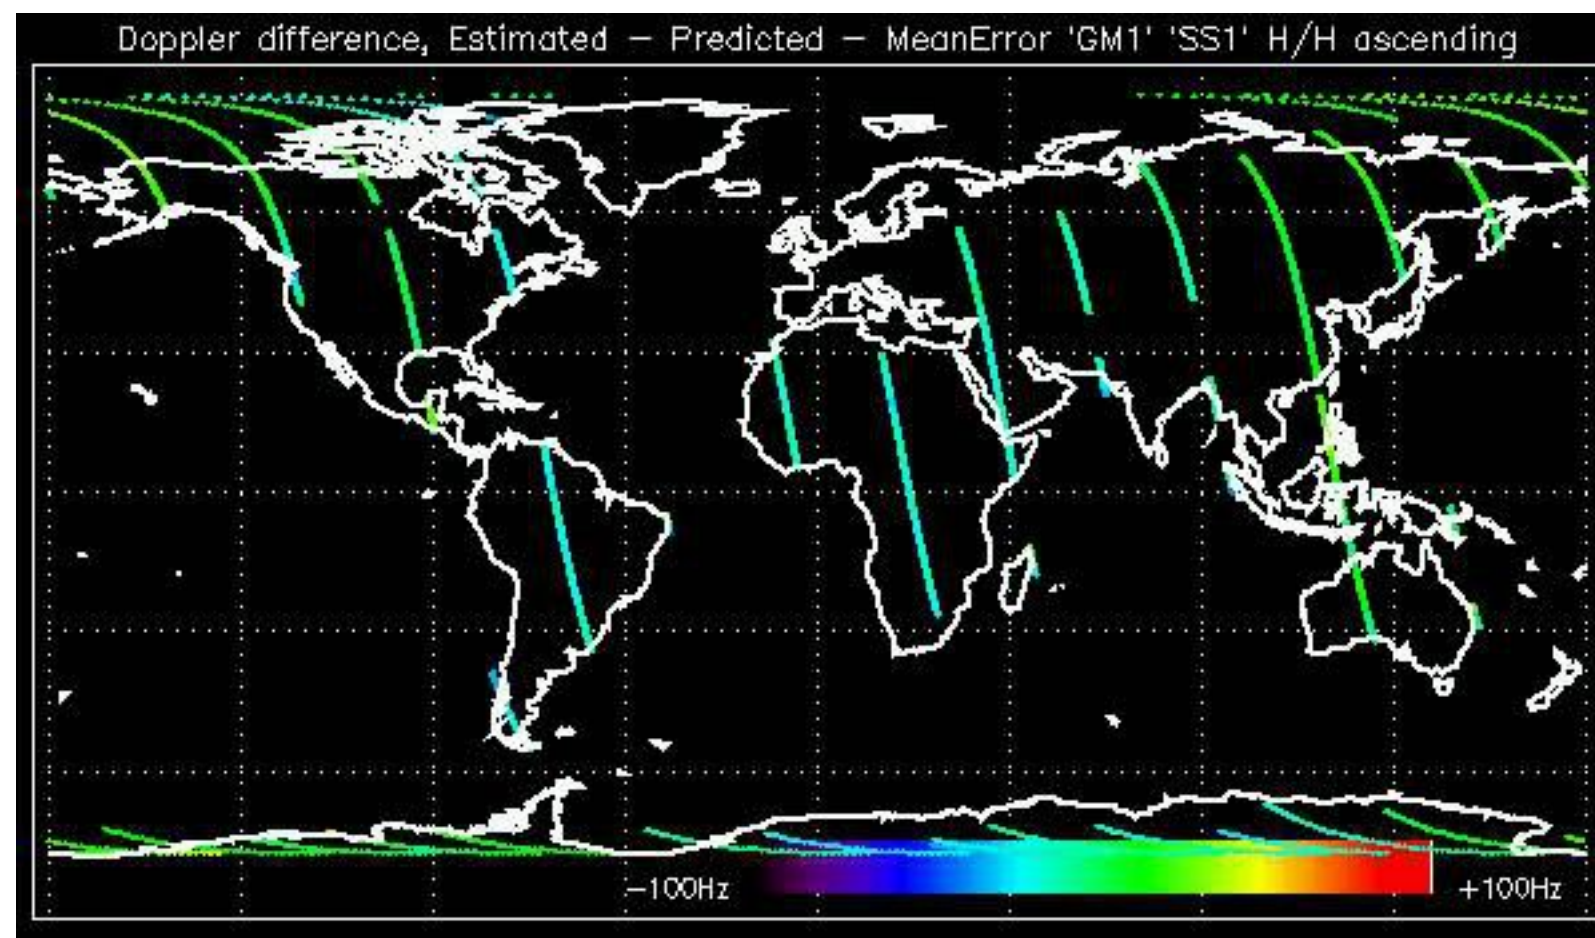 Doppler difference, Estimated — Predicted — MeanError 'GM1' 'SS1' H/H ascending
−100Hz
+100Hz